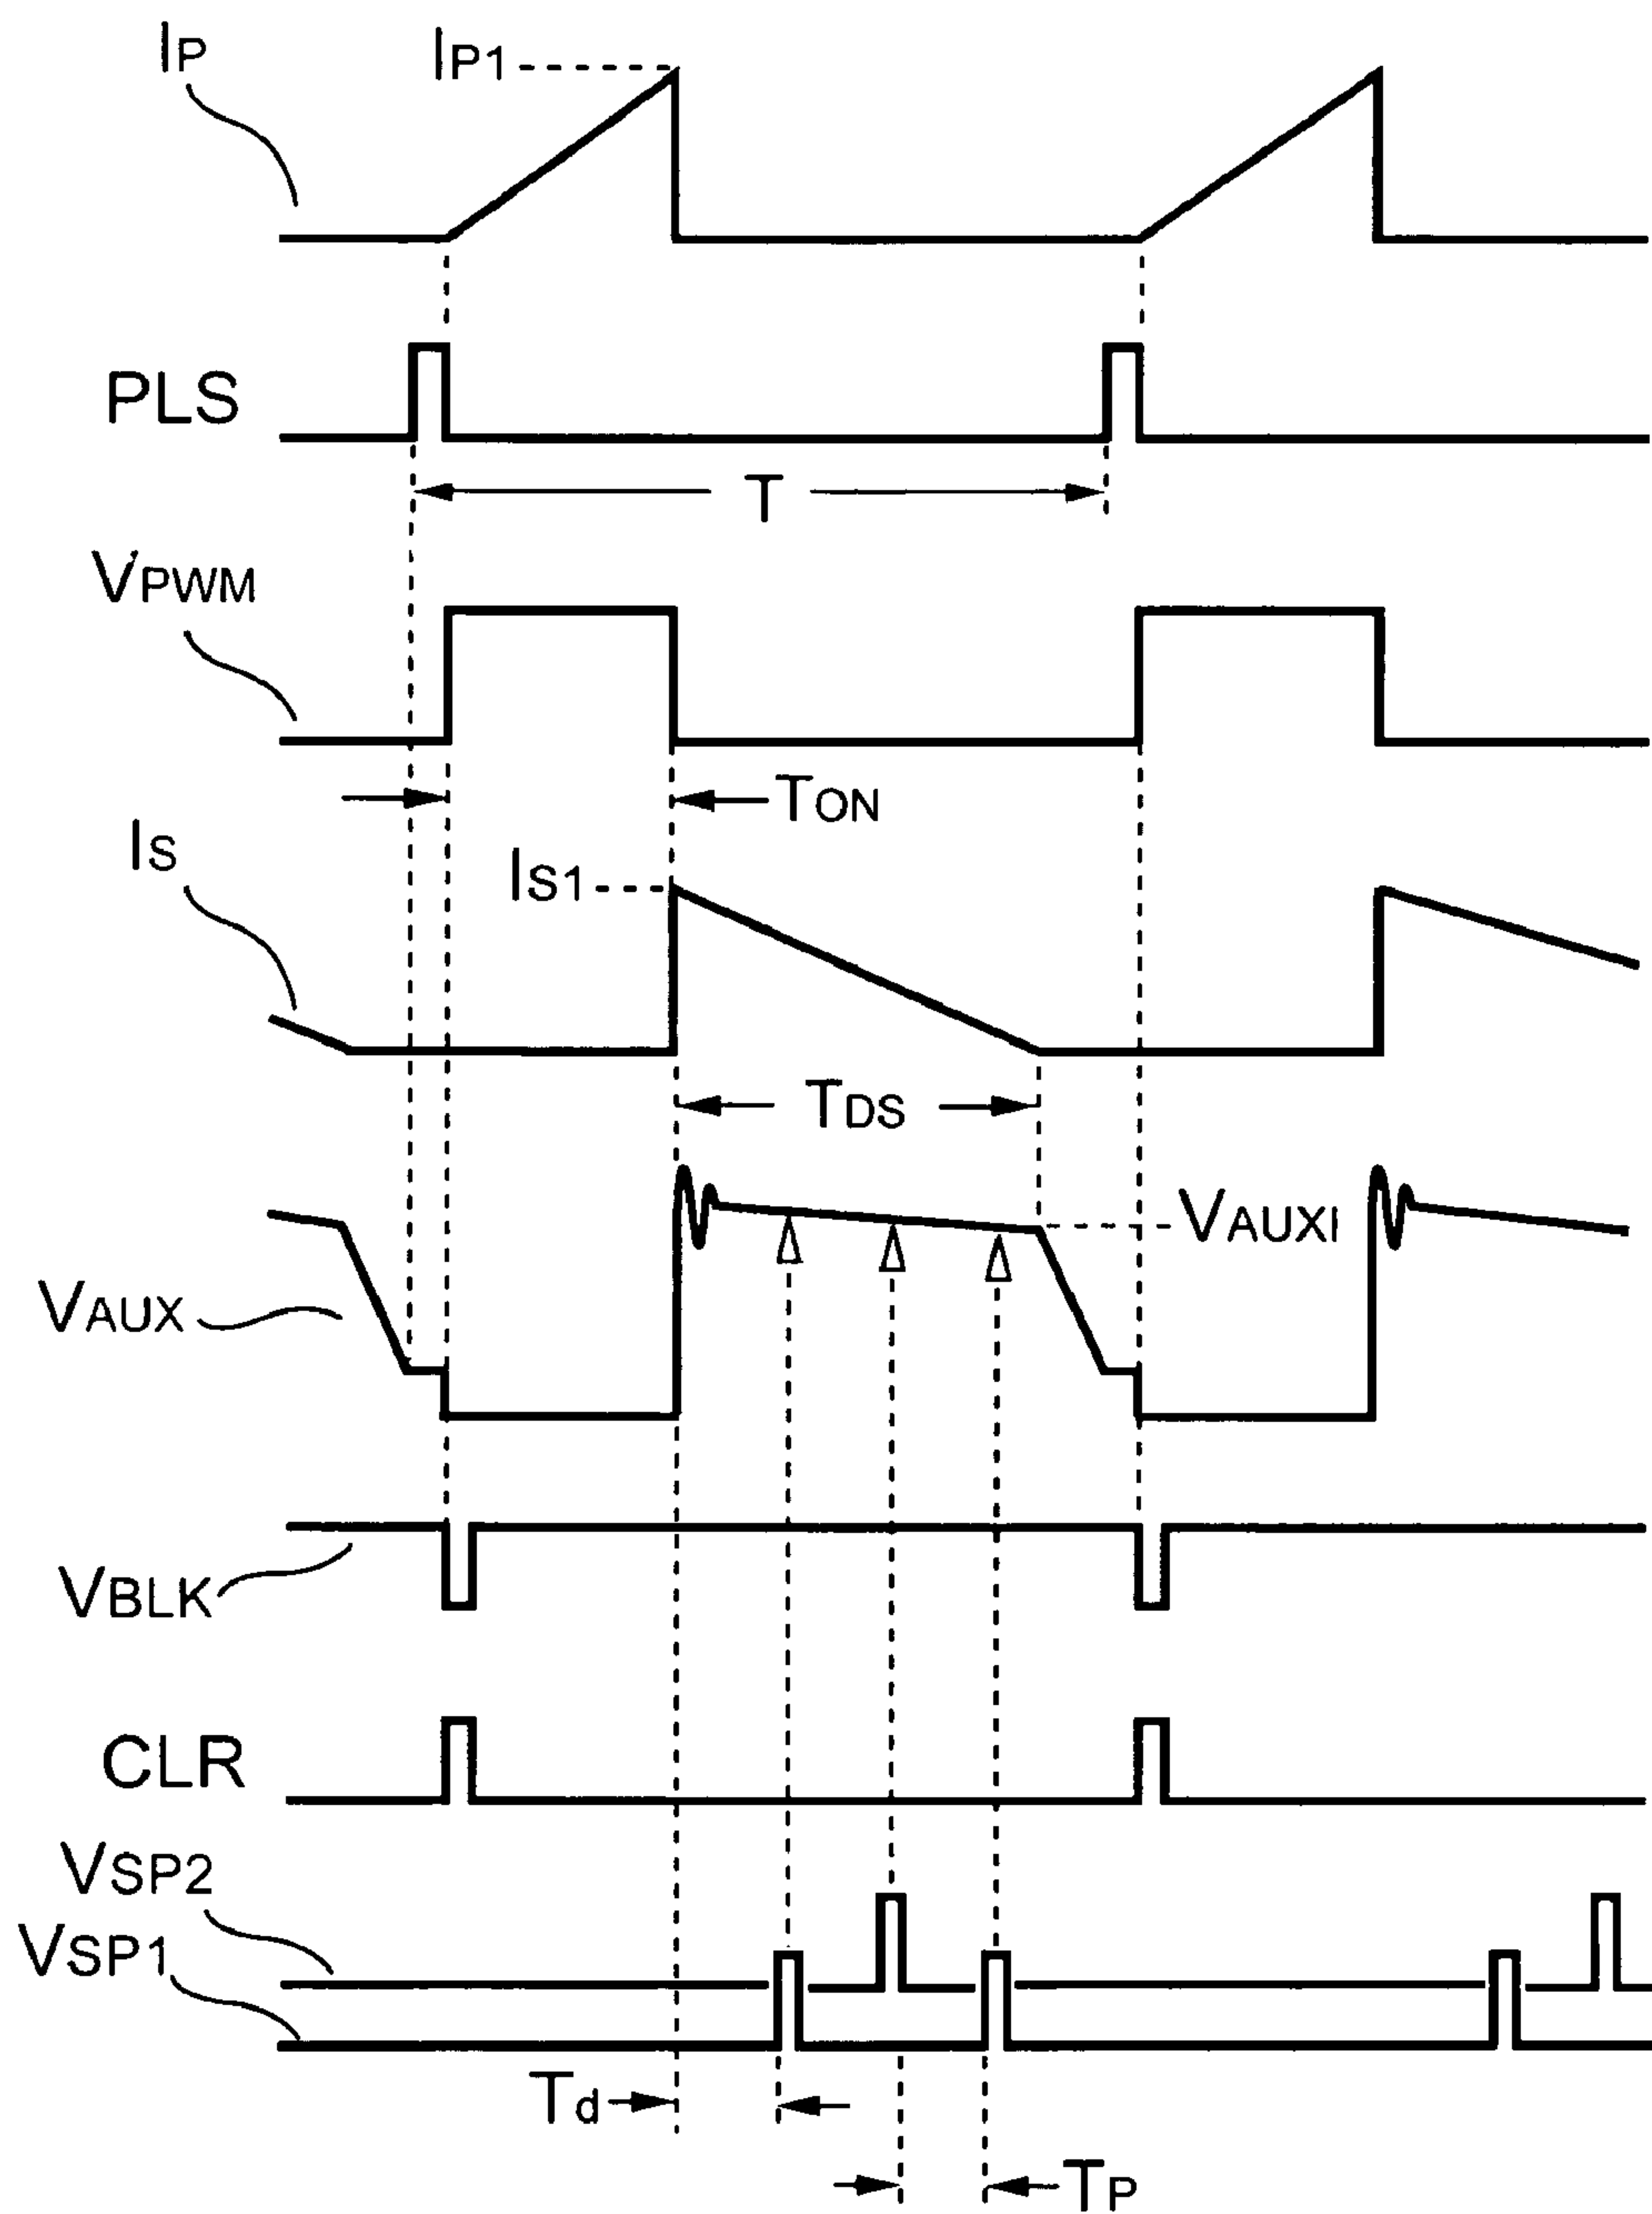 IP
IP1
PLS
T
VPWM
TON
IS
IS1
TDS
VAUXI
VAUX
VBLK
CLR
VSP2
VSP1
Td
TP